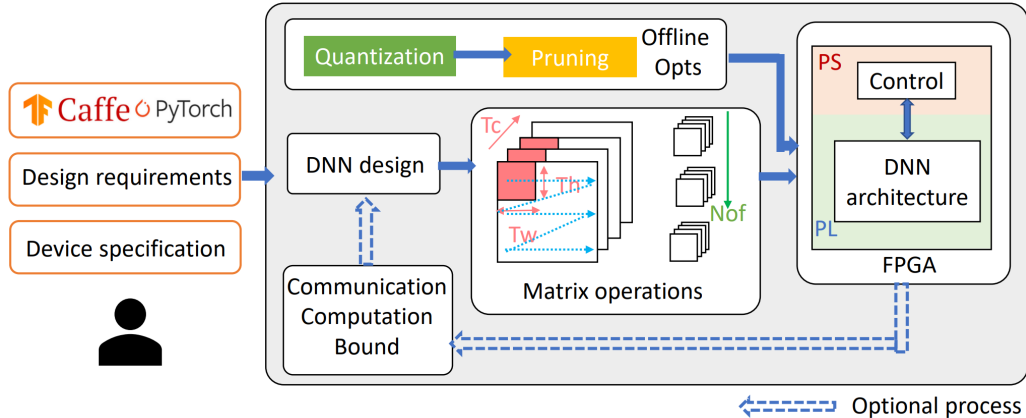 Quantization
Pruning
Offline
Opts
PS
Control
Caffe PyTorch
Tc
DNN design
Th
Tw
Nof
Matrix operations
DNN
architecture
PL
FPGA
Design requirements
Device specification
Communication
Computation
Bound
Optional process